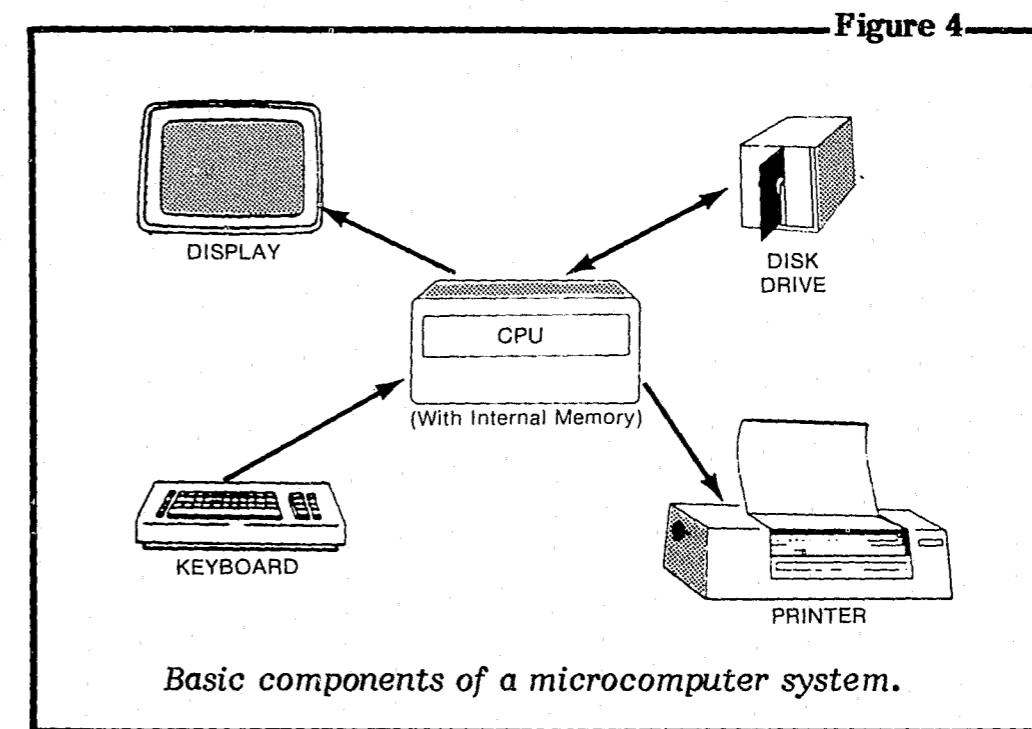 Figure 4
DISPLAY
DISK
DRIVE
CPU
(With Internal Memory)
KEYBOARD
PRINTER
Basic components of a microcomputer system.